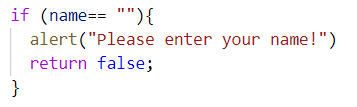 if (name== ""){
  alert("Please enter your name!")
  return false;
}